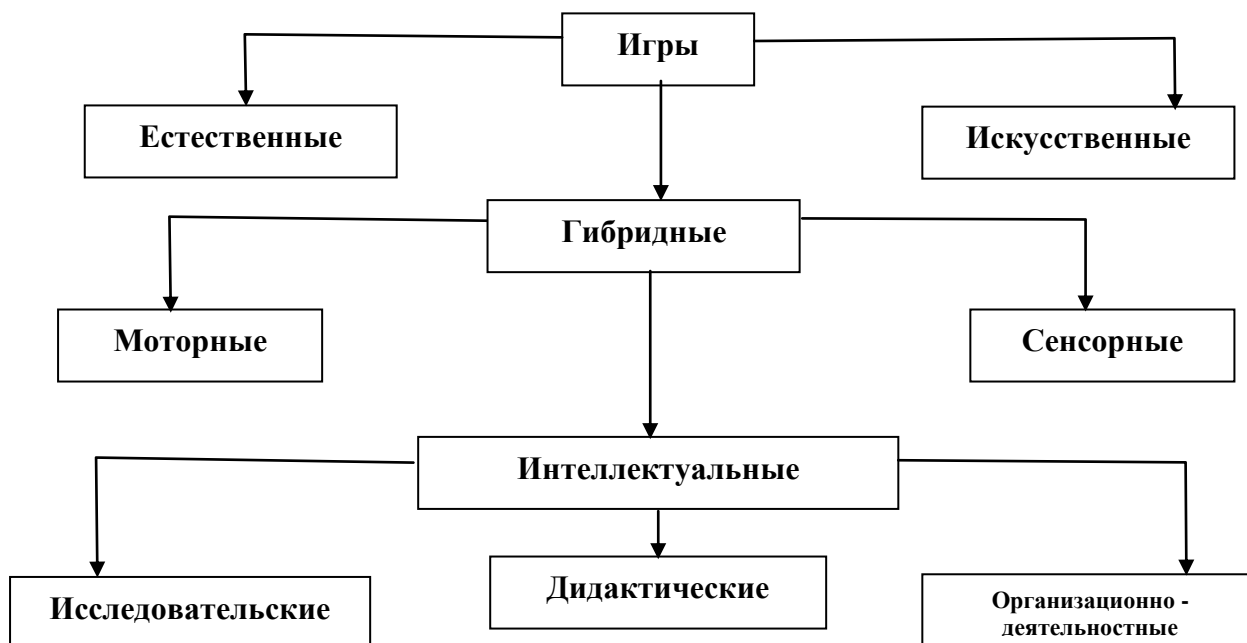 Игры
Естественные
Искусственные
Гибридные
Моторные
Сенсорные
Интеллектуальные
Исследовательские
Дидактические
Организационно -
деятельностные